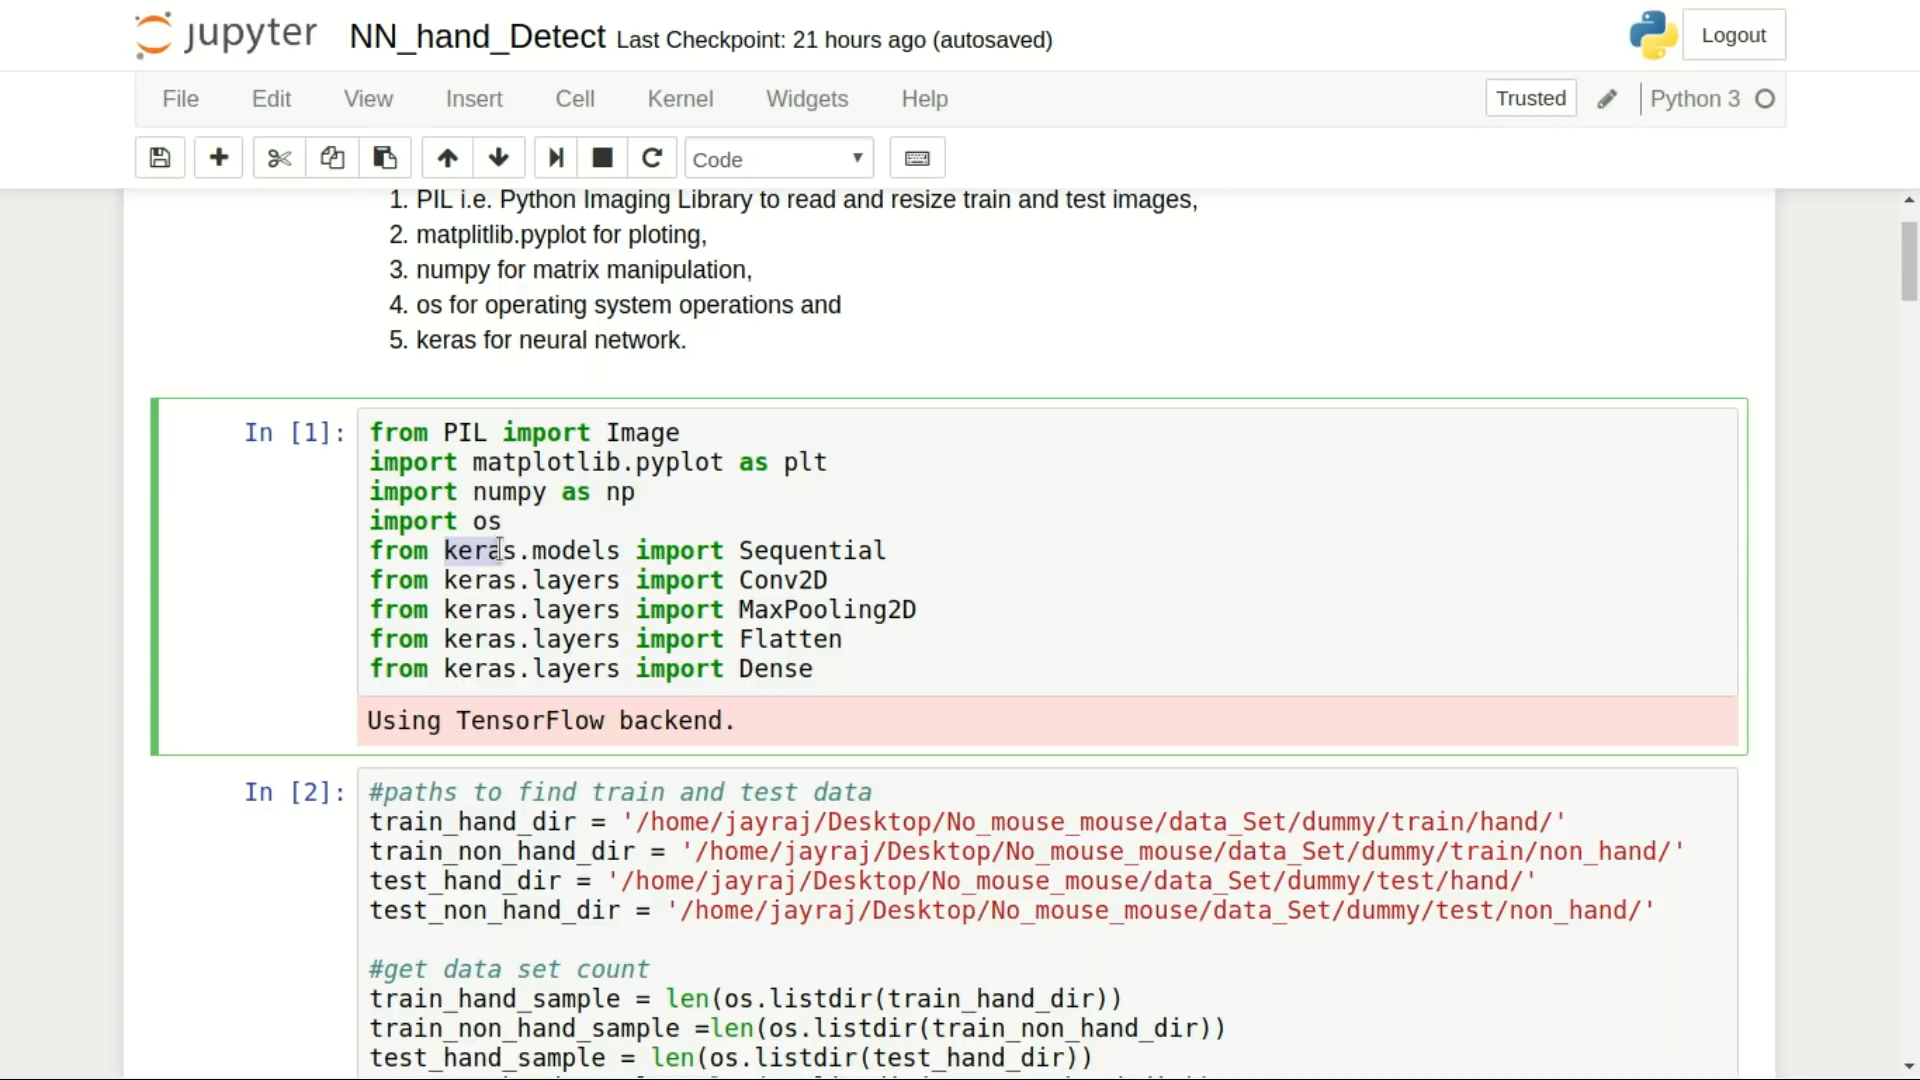 jupyter NN_hand_Detect Last Checkpoint: 21 hours ago (autosaved) Logout
File Edit View Insert Cell Kernel Widgets Help Trusted Python 3
Code
1. PIL i.e. Python Imaging Library to read and resize train and test images,
2. matplitlib.pyplot for ploting,
3. numpy for matrix manipulation,
4. os for operating system operations and
5. keras for neural network.
In [1]: from PIL import Image
import matplotlib.pyplot as plt
import numpy as np
import os
from keras.models import Sequential
from keras.layers import Conv2D
from keras.layers import MaxPooling2D
from keras.layers import Flatten
from keras.layers import Dense
Using TensorFlow backend.
In [2]: #paths to find train and test data
train_hand_dir = '/home/jayraj/Desktop/No_mouse_mouse/data_Set/dummy/train/hand/'
train_non_hand_dir = '/home/jayraj/Desktop/No_mouse_mouse/data_Set/dummy/train/non_hand/'
test_hand_dir = '/home/jayraj/Desktop/No_mouse_mouse/data_Set/dummy/test/hand/'
test_non_hand_dir = '/home/jayraj/Desktop/No_mouse_mouse/data_Set/dummy/test/non_hand/'
#get data set count
train_hand_sample = len(os.listdir(train_hand_dir))
train_non_hand_sample =len(os.listdir(train_non_hand_dir))
test_hand_sample = len(os.listdir(test_hand_dir))